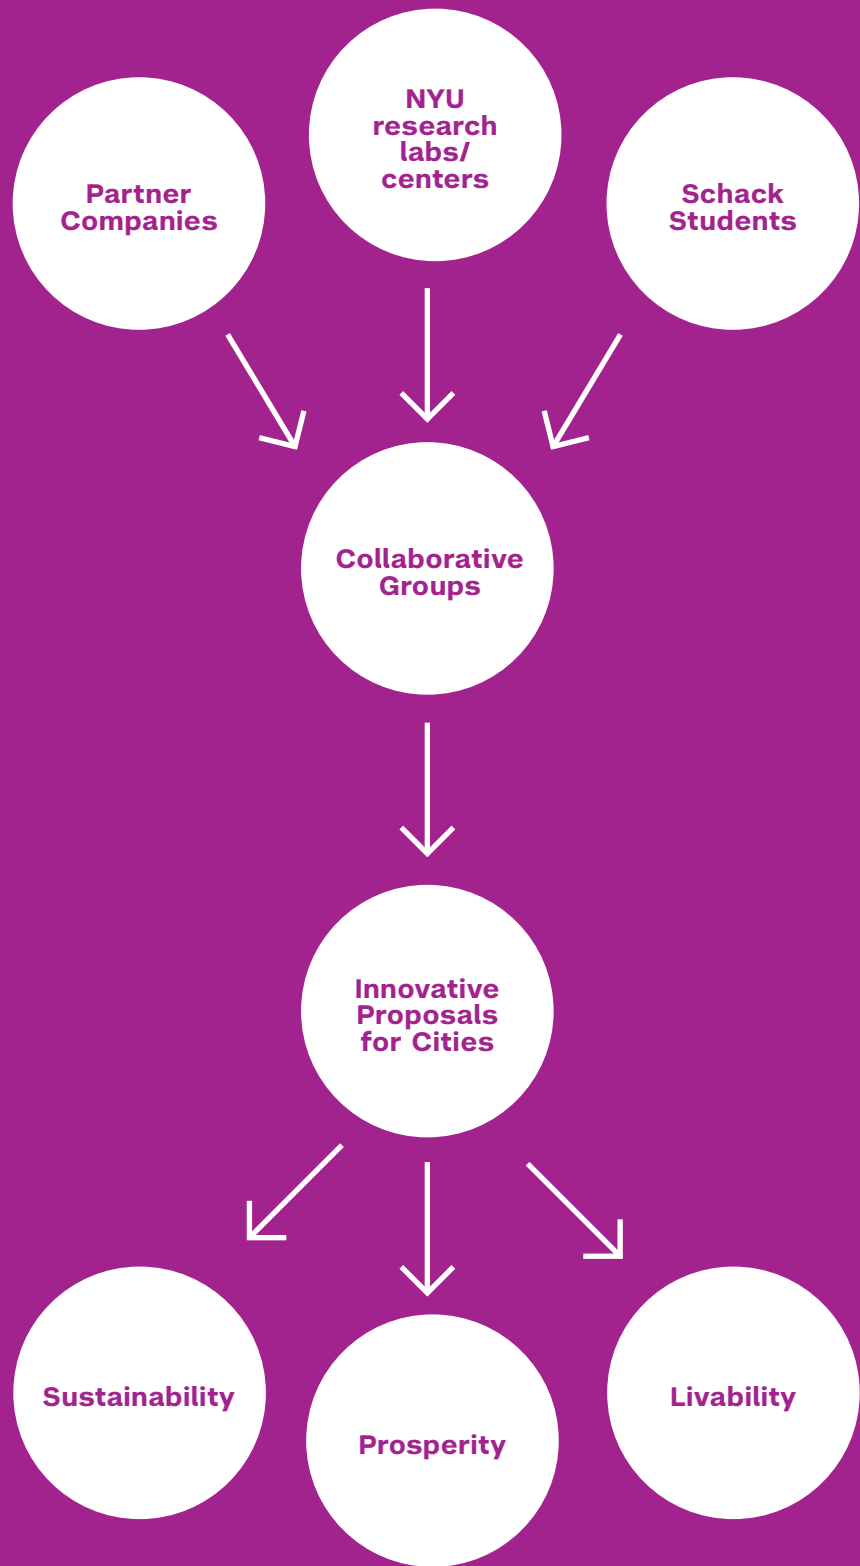 Partner
Companies
NYU
research
labs/
centers
Schack
Students
Collaborative
Groups
Innovative
Proposals
for Cities
Sustainability
Prosperity
Livability